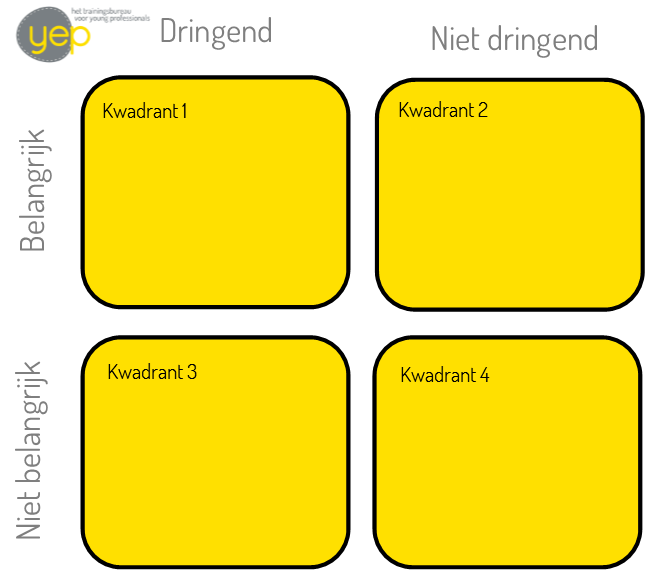 yep
het trainingsbureau
voor young professionals
Dringend
Niet dringend
Belangrijk
Kwadrant 1
Kwadrant 2
Niet belangrijk
Kwadrant 3
Kwadrant 4